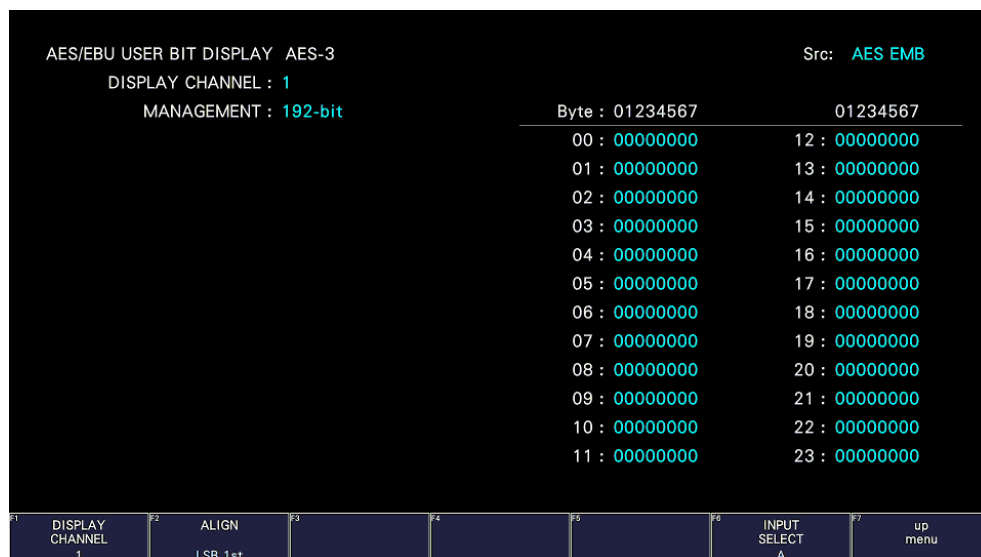 AES/EBU USER BIT DISPLAY AES-3 Src: AES EMB
DISPLAY CHANNEL : 1
MANAGEMENT : 192-bit Byte : 01234567 01234567
00 : 00000000 12 : 00000000
01 : 00000000 13 : 00000000
02 : 00000000 14 : 00000000
03 : 00000000 15 : 00000000
04 : 00000000 16 : 00000000
05 : 00000000 17 : 00000000
06 : 00000000 18 : 00000000
07 : 00000000 19 : 00000000
08 : 00000000 20 : 00000000
09 : 00000000 21 : 00000000
10 : 00000000 22 : 00000000
11 : 00000000 23 : 00000000
F1 DISPLAY CHANNEL 1
F2 ALIGN LSB 1st
F3
F4
F5
F6 INPUT SELECT A
F7 up menu